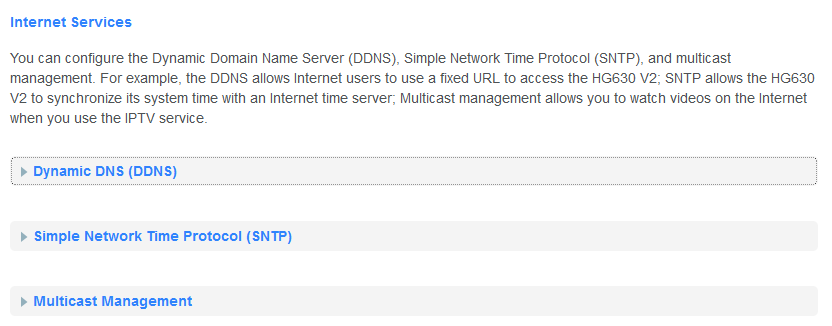 Internet Services
You can configure the Dynamic Domain Name Server (DDNS), Simple Network Time Protocol (SNTP), and multicast
management. For example, the DDNS allows Internet users to use a fixed URL to access the HG630 V2; SNTP allows the HG630
V2 to synchronize its system time with an Internet time server; Multicast management allows you to watch videos on the Internet
when you use the IPTV service.
Dynamic DNS (DDNS)
Simple Network Time Protocol (SNTP)
Multicast Management